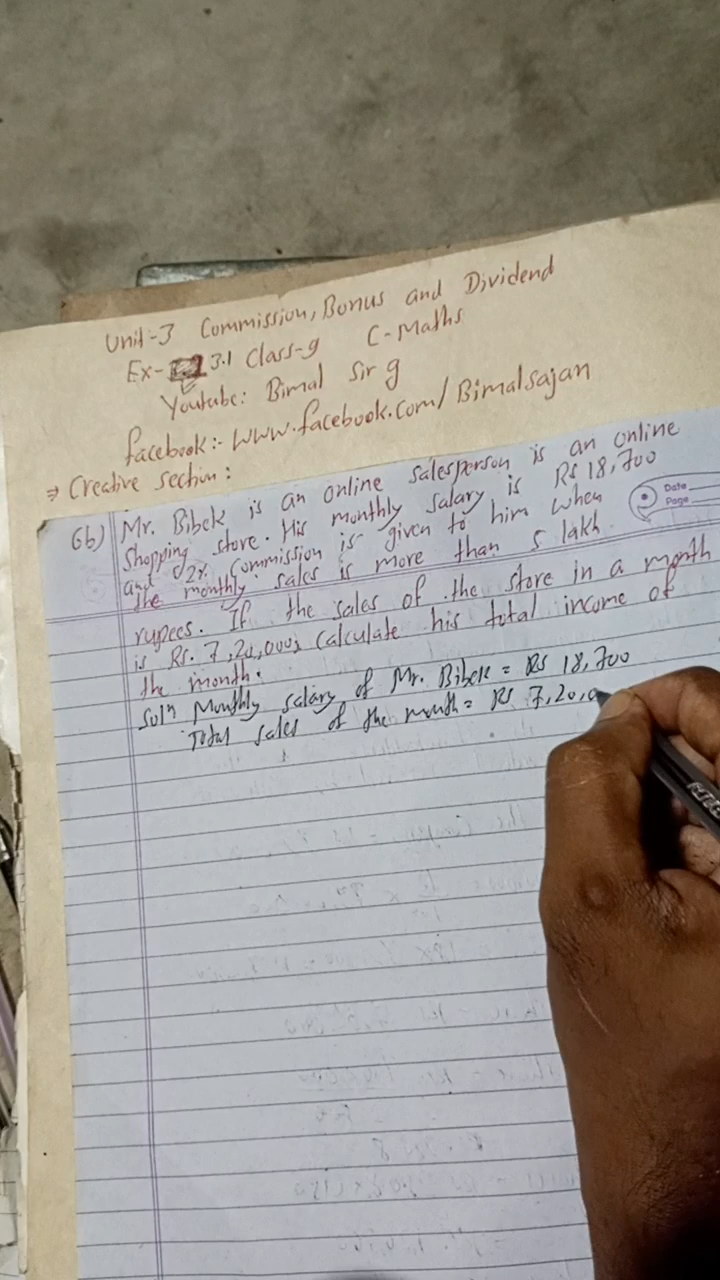 Unit-3 Commission, Bonus and Dividend
Ex- 3.1 Class-9 C-Maths
Youtube: Bimal Sir g
facebook:- www.facebook.com/Bimalsajan
⇒ Creative section:
6b) Mr. Bibek is an online salesperson is an online
shopping store. His monthly salary is Rs 18,700
and 2% commission is given to him when
the monthly sales is more than 5 lakh
rupees. If the sales of the store in a month
is Rs. 7,20,000, calculate his total income of
the month.
Solⁿ Monthly salary of Mr. Bibek = Rs 18,700
Total sales of the month = Rs 7,20,0
Date
Page